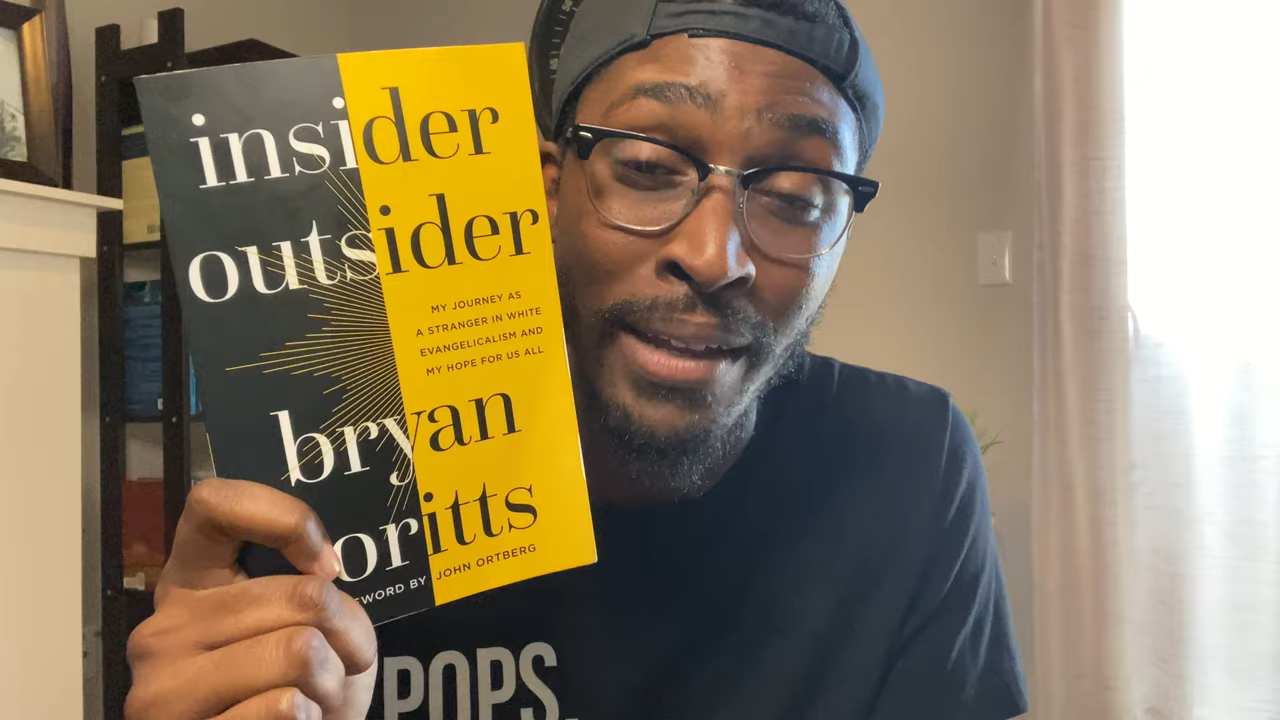 insider
outsider
MY JOURNEY AS
A STRANGER IN WHITE
EVANGELICALISM AND
MY HOPE FOR US ALL
bryan
oritts
EWORD BY JOHN ORTBERG
POPS.